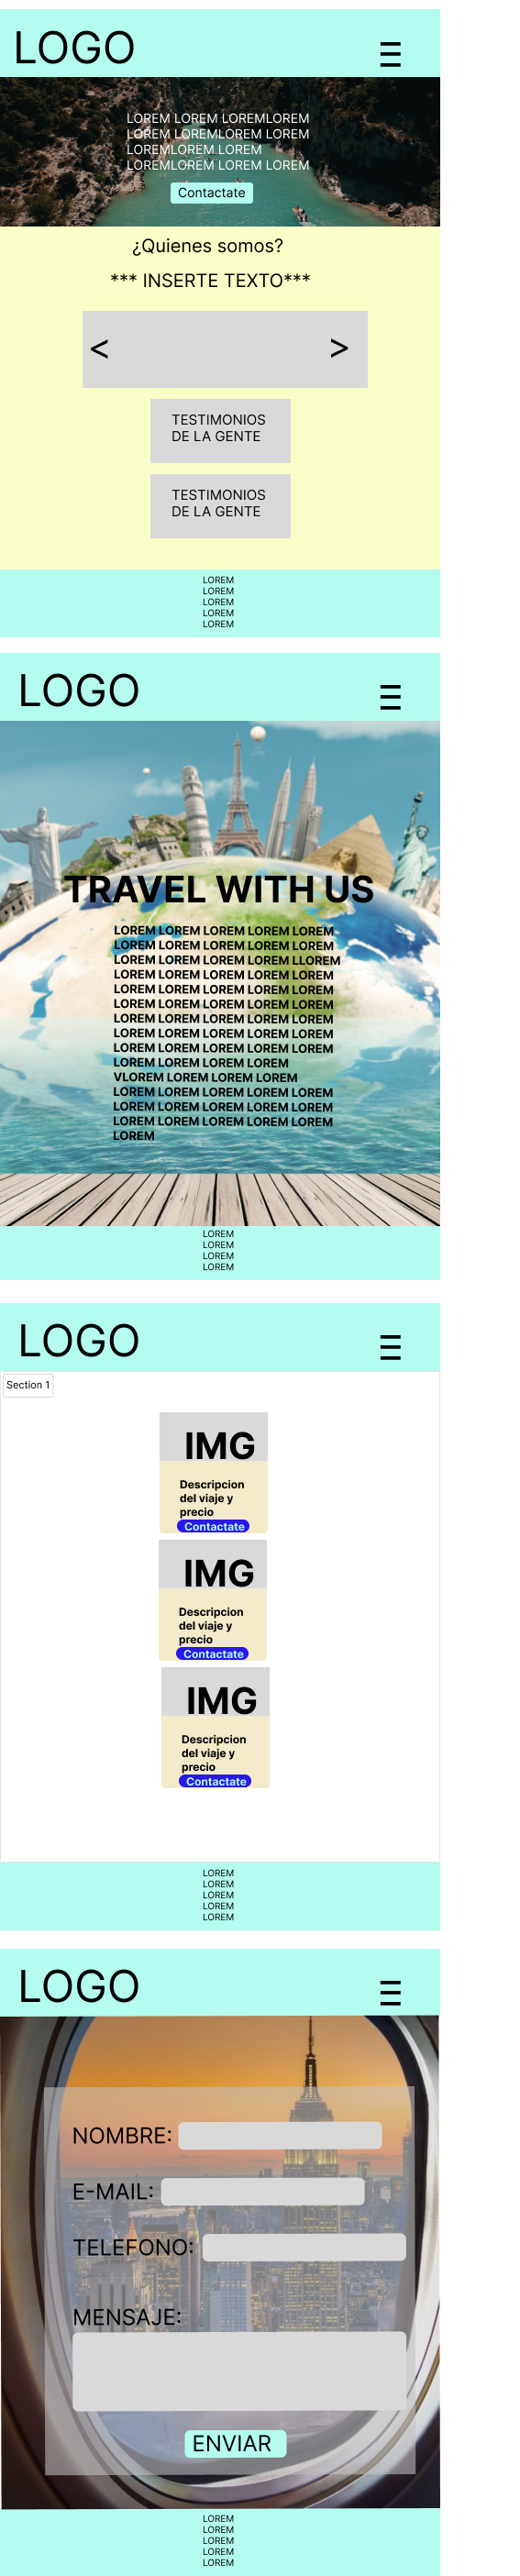 LOGO
LOREM LOREM LOREMLOREM
LOREM LOREMLOREM LOREM
LOREMLOREM LOREM
LOREMLOREM LOREM LOREM
Contactate
¿Quienes somos?
*** INSERTE TEXTO***
< >
TESTIMONIOS
DE LA GENTE
TESTIMONIOS
DE LA GENTE
LOREM
LOREM
LOREM
LOREM
LOREM
LOGO
TRAVEL WITH US
LOREM LOREM LOREM LOREM LOREM
LOREM LOREM LOREM LOREM LOREM
LOREM LOREM LOREM LOREM LLOREM
LOREM LOREM LOREM LOREM LOREM
LOREM LOREM LOREM LOREM LOREM
LOREM LOREM LOREM LOREM LOREM
LOREM LOREM LOREM LOREM LOREM
LOREM LOREM LOREM LOREM LOREM
LOREM LOREM LOREM LOREM LOREM
LOREM LOREM LOREM LOREM
VLOREM LOREM LOREM LOREM
LOREM LOREM LOREM LOREM LOREM
LOREM LOREM LOREM LOREM LOREM
LOREM LOREM LOREM LOREM LOREM
LOREM
LOREM
LOREM
LOREM
LOREM
LOGO
Section 1
IMG
Descripcion
del viaje y
precio
Contactate
IMG
Descripcion
del viaje y
precio
Contactate
IMG
Descripcion
del viaje y
precio
Contactate
LOREM
LOREM
LOREM
LOREM
LOREM
LOGO
NOMBRE:
E-MAIL:
TELEFONO:
MENSAJE:
ENVIAR
LOREM
LOREM
LOREM
LOREM
LOREM